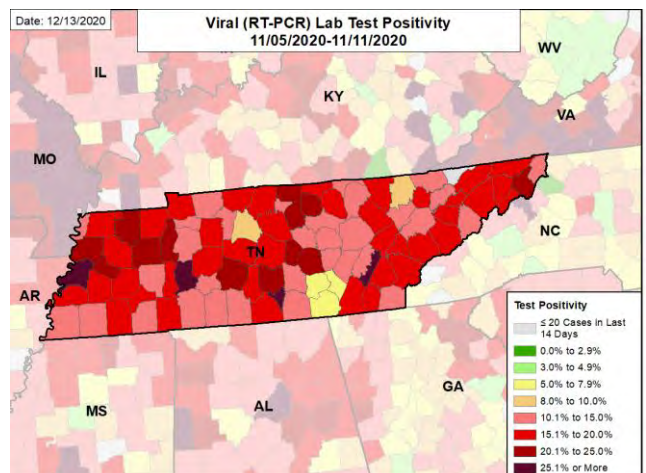 Date: 12/13/2020
Viral (RT-PCR) Lab Test Positivity
11/05/2020-11/11/2020
WV
IL
KY
VA
MO
TN
NC
AR
MS
AL
GA
Test Positivity
≤ 20 Cases in Last
14 Days
0.0% to 2.9%
3.0% to 4.9%
5.0% to 7.9%
8.0% to 10.0%
10.1% to 15.0%
15.1% to 20.0%
20.1% to 25.0%
25.1% or More